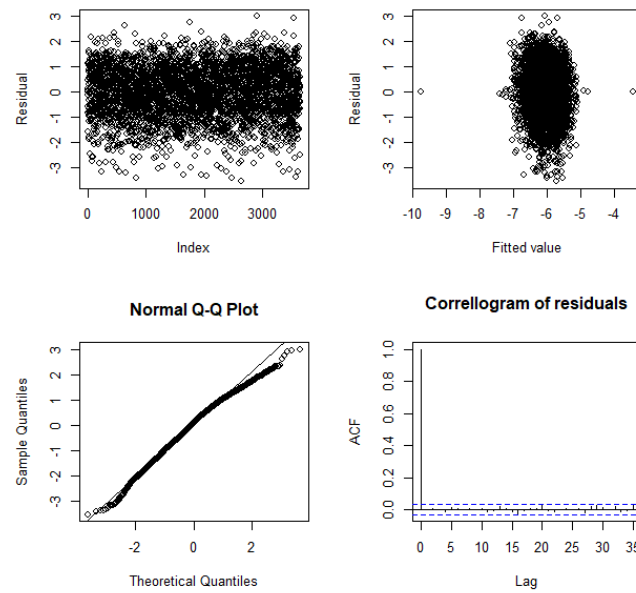 3
2
1
0
-1
-2
-3
Residual
0 1000 2000 3000
Index
3
2
1
0
-1
-2
-3
Residual
-10 -9 -8 -7 -6 -5 -4
Fitted value
Normal Q-Q Plot
3
2
1
0
-1
-2
-3
Sample Quantiles
-2 0 2
Theoretical Quantiles
Correllogram of residuals
1.0
0.8
0.6
0.4
0.2
0.0
ACF
0 5 10 15 20 25 30 35
Lag